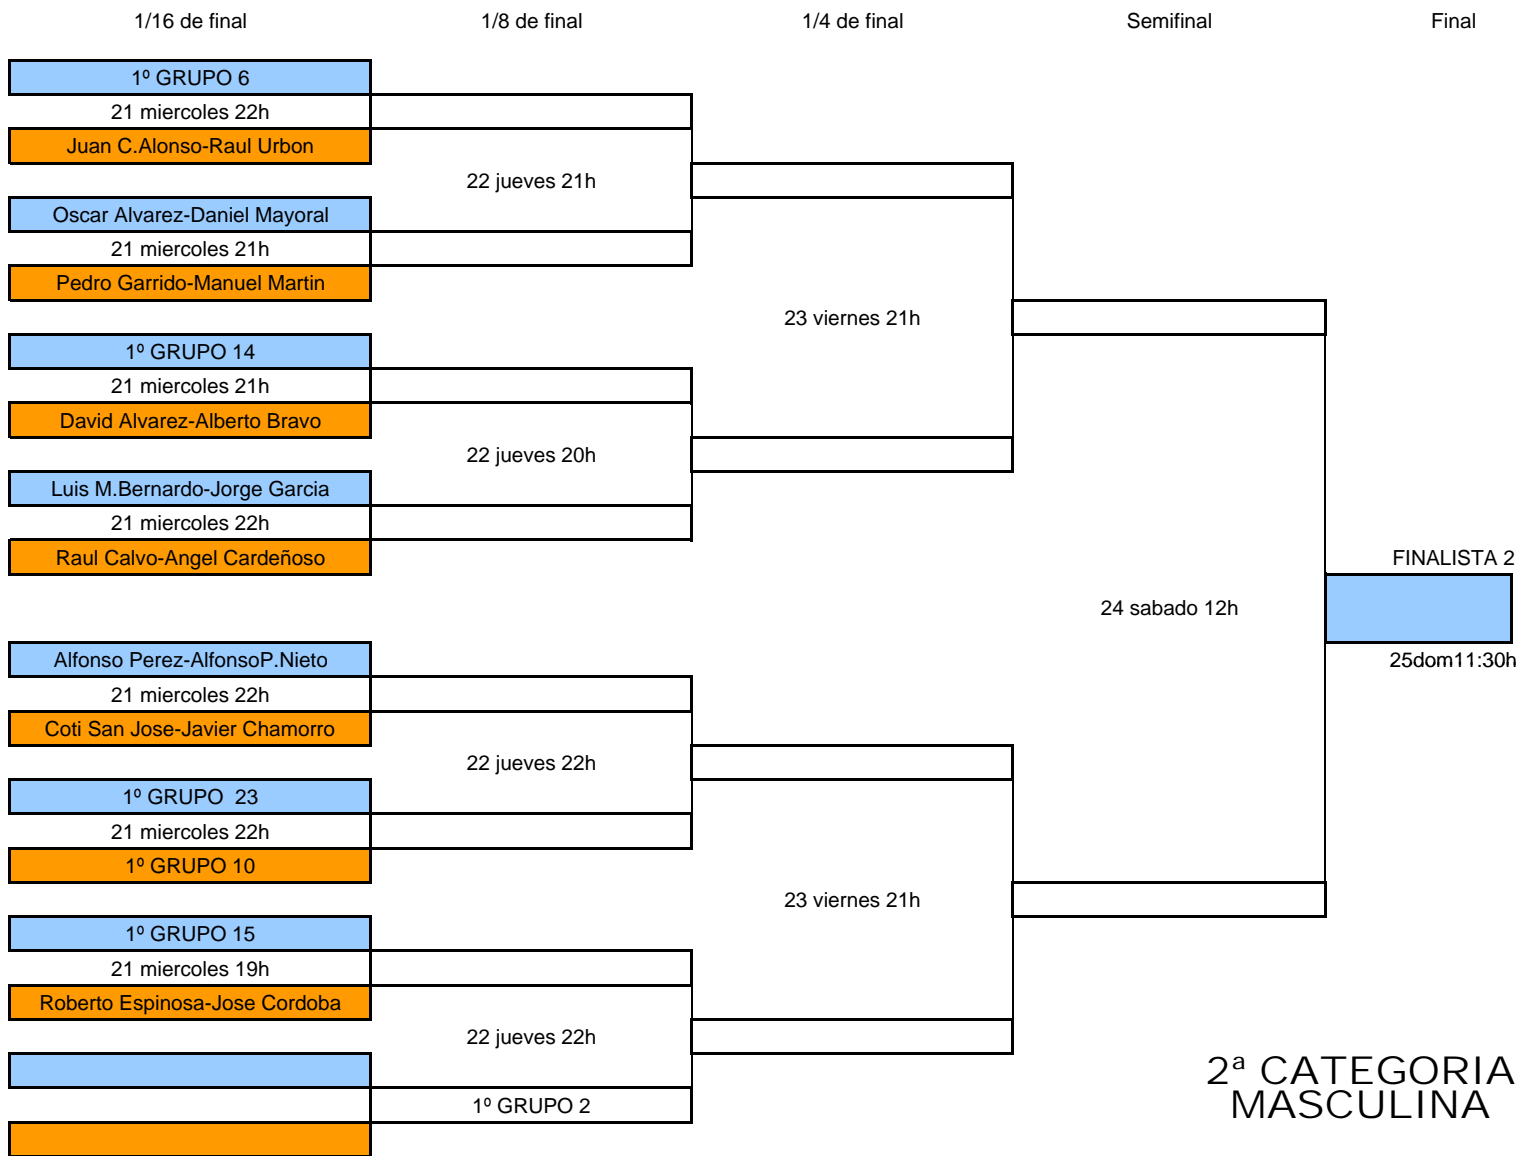 1/16 de final
1/8 de final
1/4 de final
Semifinal
Final
1º GRUPO 6
21 miercoles 22h
Juan C.Alonso-Raul Urbon
22 jueves 21h
Oscar Alvarez-Daniel Mayoral
21 miercoles 21h
Pedro Garrido-Manuel Martin
23 viernes 21h
1º GRUPO 14
21 miercoles 21h
David Alvarez-Alberto Bravo
22 jueves 20h
Luis M.Bernardo-Jorge Garcia
21 miercoles 22h
Raul Calvo-Angel Cardeñoso
FINALISTA 2
24 sabado 12h
25dom11:30h
Alfonso Perez-AlfonsoP.Nieto
21 miercoles 22h
Coti San Jose-Javier Chamorro
22 jueves 22h
1º GRUPO  23
21 miercoles 22h
1º GRUPO 10
23 viernes 21h
1º GRUPO 15
21 miercoles 19h
Roberto Espinosa-Jose Cordoba
22 jueves 22h
1º GRUPO 2
2ª CATEGORIA
MASCULINA